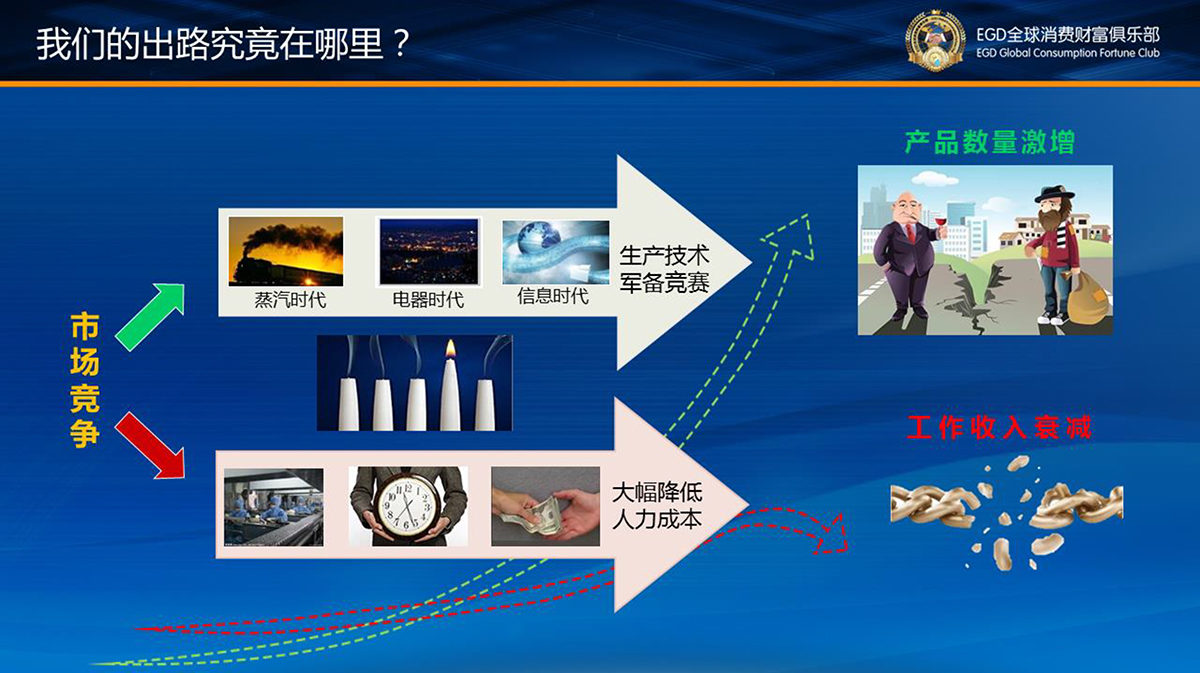 我们的出路究竟在哪里？
EGD全球消费财富俱乐部
EGD Global Consumption Fortune Club
产品数量激增
生产技术
军备竞赛
蒸汽时代
电器时代
信息时代
市场竞争
工作收入衰减
大幅降低
人力成本